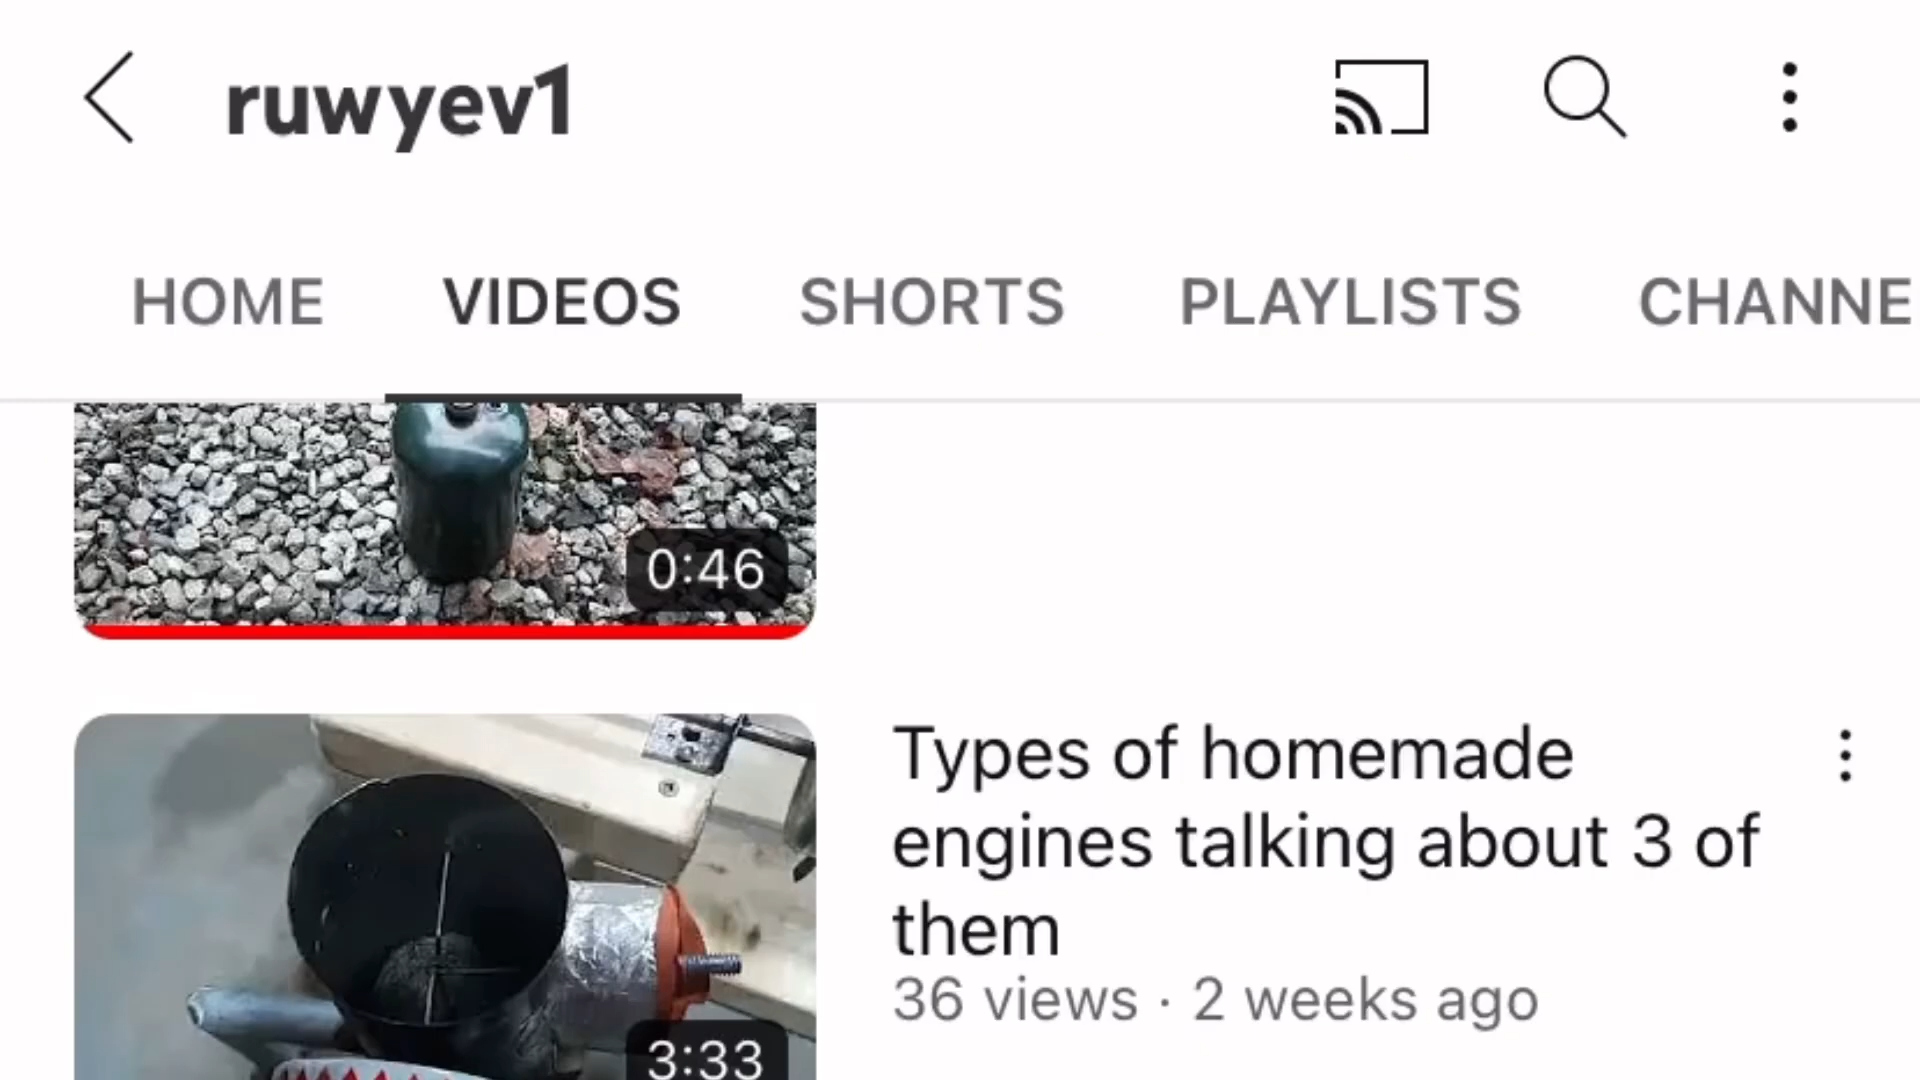 ruwyev1
HOME VIDEOS SHORTS PLAYLISTS CHANNE
0:46
Types of homemade
engines talking about 3 of
them
36 views · 2 weeks ago
3:33